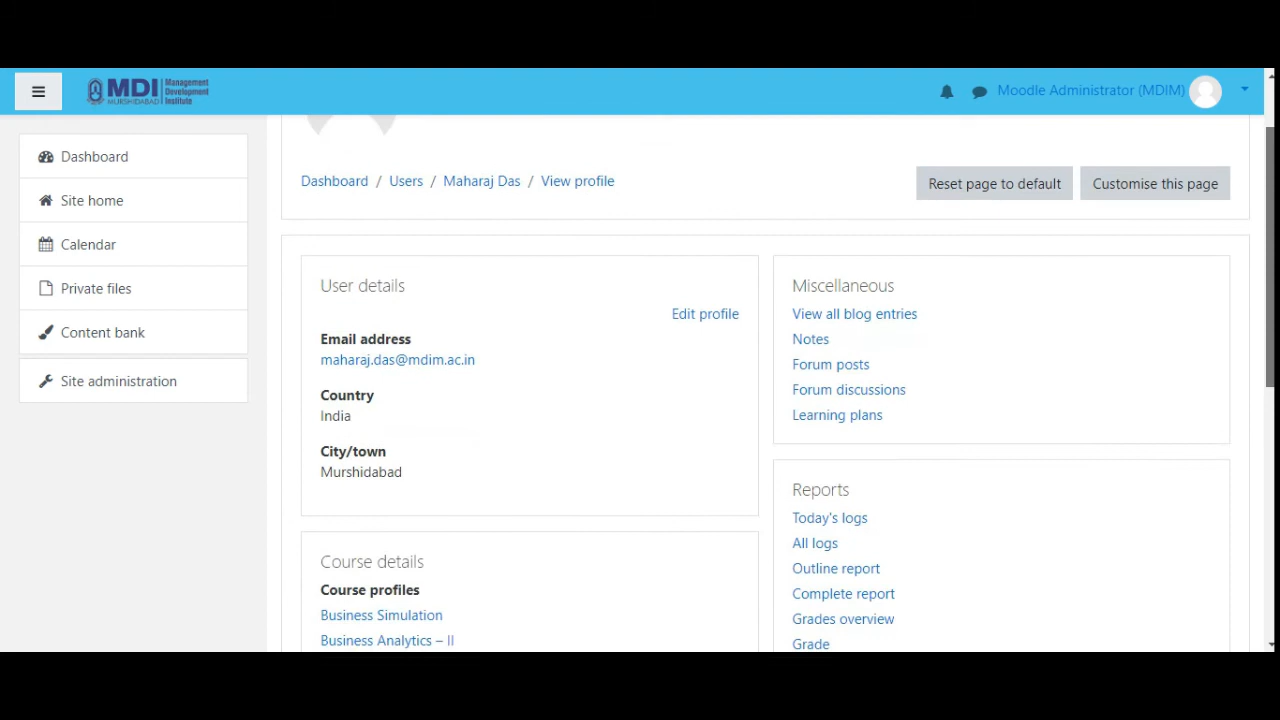 MDI
MURSHIDABAD
Management
Development
Institute
Moodle Administrator (MDIM)
Dashboard
Site home
Calendar
Private files
Content bank
Site administration
Dashboard / Users / Maharaj Das / View profile
Reset page to default
Customise this page
User details
Edit profile
Email address
maharaj.das@mdim.ac.in
Country
India
City/town
Murshidabad
Course details
Course profiles
Business Simulation
Business Analytics – II
Miscellaneous
View all blog entries
Notes
Forum posts
Forum discussions
Learning plans
Reports
Today's logs
All logs
Outline report
Complete report
Grades overview
Grade